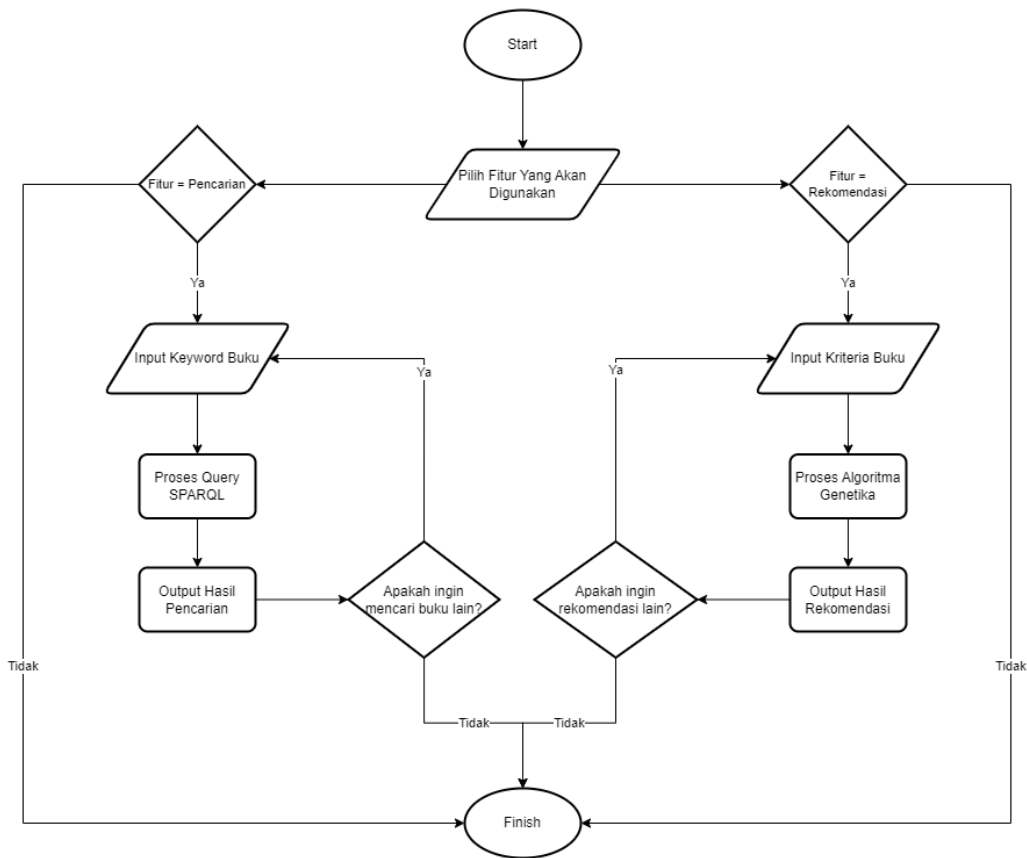 Start
Pilih Fitur Yang Akan
Digunakan
Fitur = Pencarian
Fitur =
Rekomendasi
Ya
Ya
Input Keyword Buku
Input Kriteria Buku
Ya
Ya
Proses Query
SPARQL
Proses Algoritma
Genetika
Output Hasil
Pencarian
Apakah ingin
mencari buku lain?
Apakah ingin
rekomendasi lain?
Output Hasil
Rekomendasi
Tidak
Tidak
Tidak
Tidak
Finish